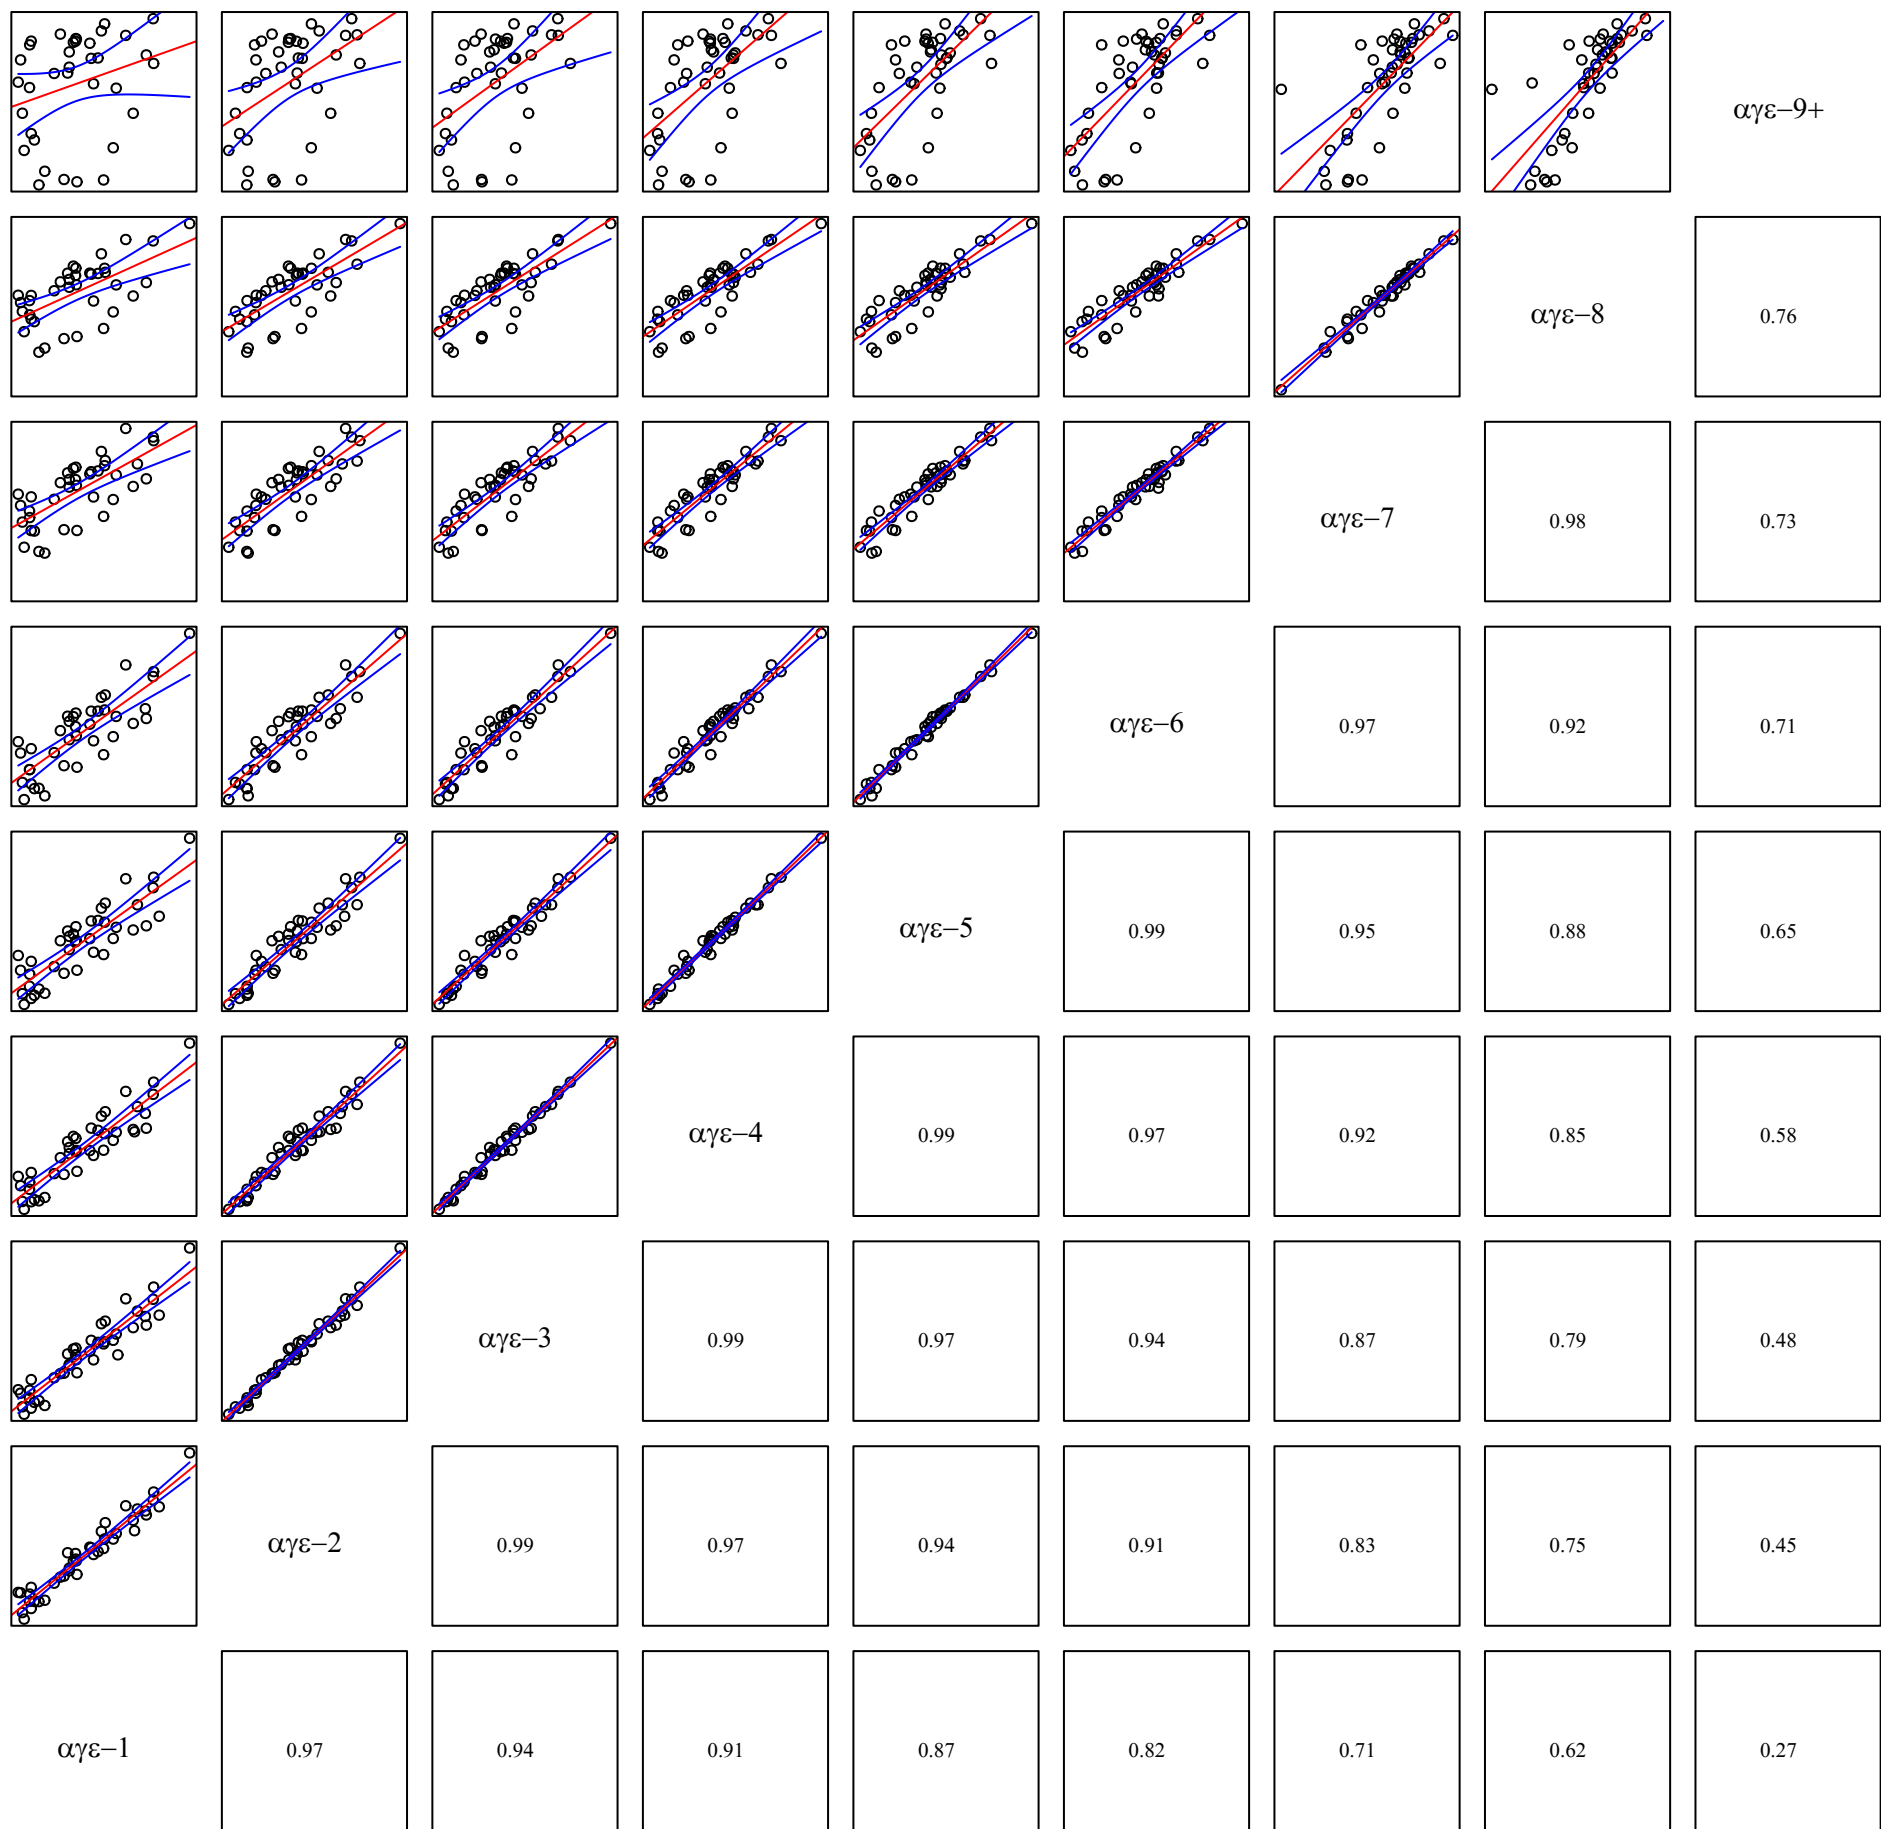 αγε−9+
αγε−8 0.76
αγε−7 0.98 0.73
αγε−6 0.97 0.92 0.71
αγε−5 0.99 0.95 0.88 0.65
αγε−4 0.99 0.97 0.92 0.85 0.58
αγε−3 0.99 0.97 0.94 0.87 0.79 0.48
αγε−2 0.99 0.97 0.94 0.91 0.83 0.75 0.45
αγε−1 0.97 0.94 0.91 0.87 0.82 0.71 0.62 0.27